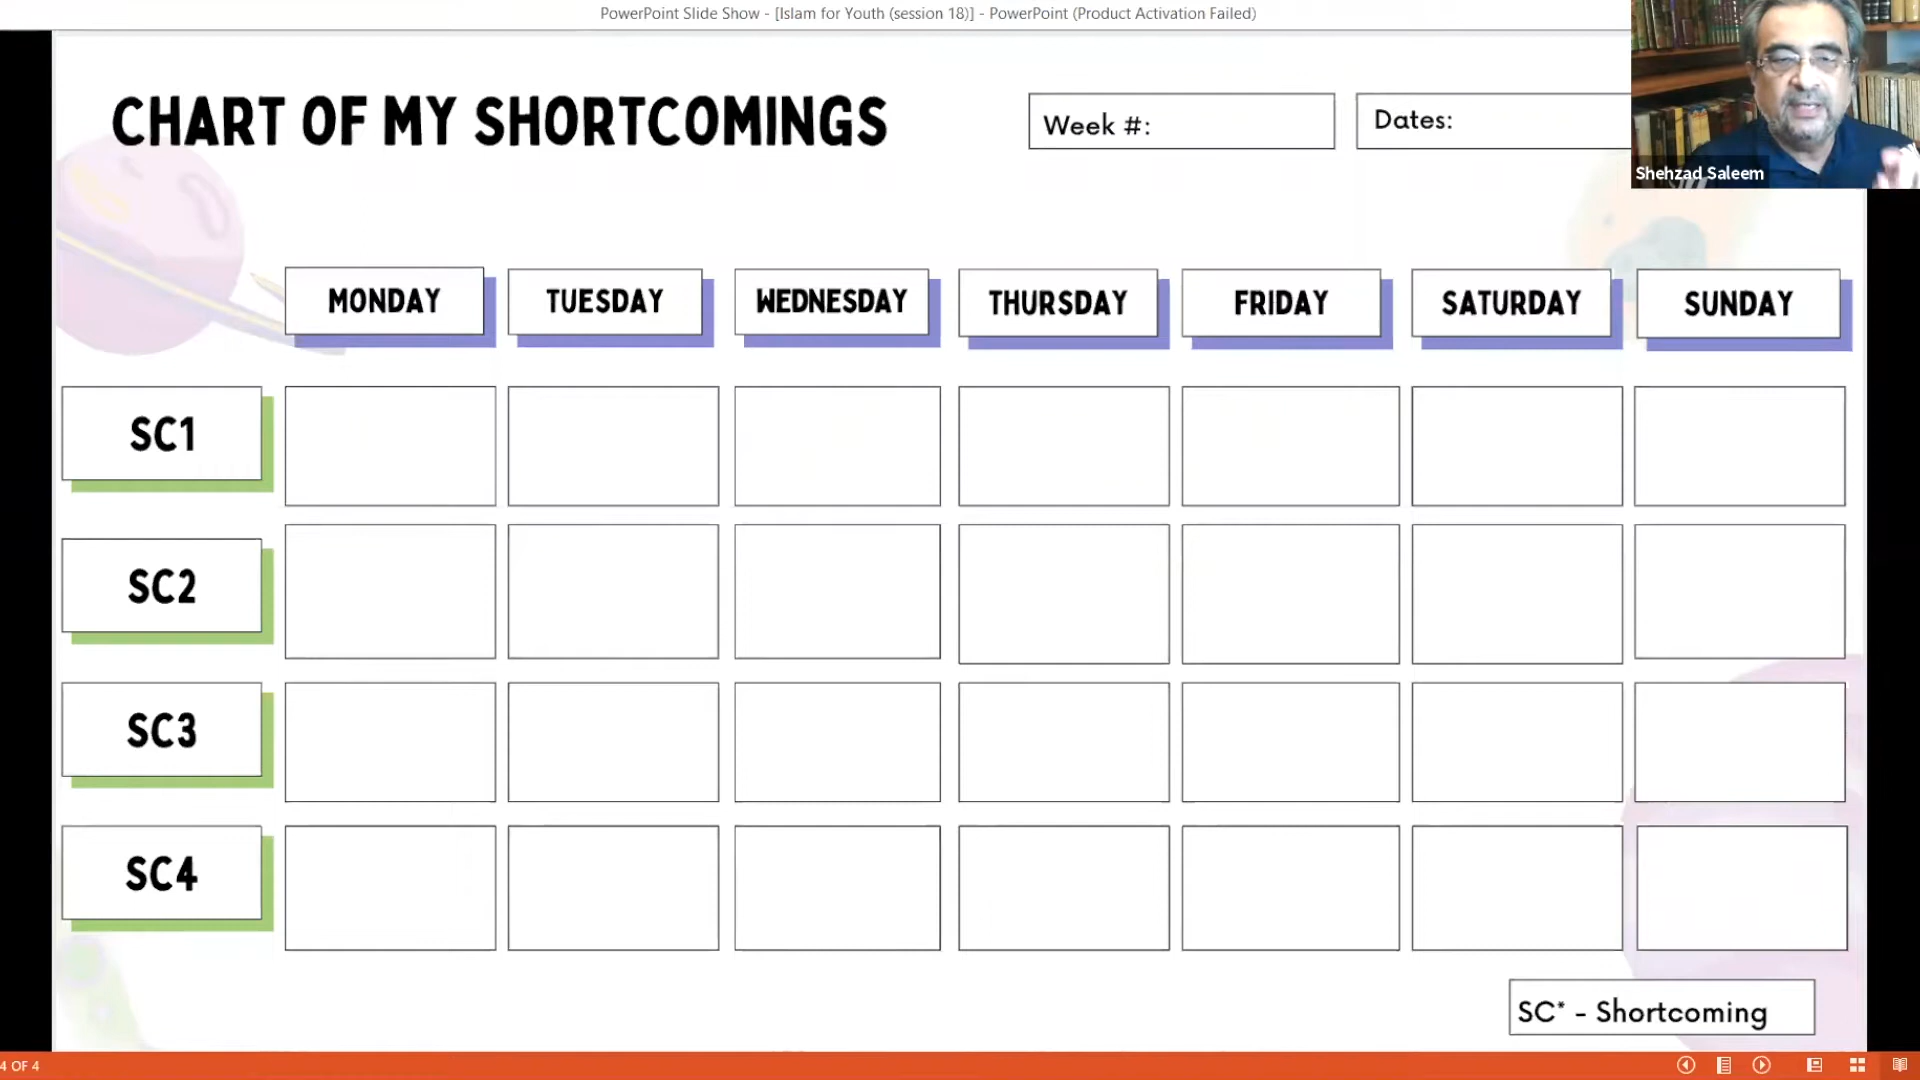 PowerPoint Slide Show - [Islam for Youth (session 18)] - PowerPoint (Product Activation Failed)
CHART OF MY SHORTCOMINGS
Week #:
Dates:
Shehzad Saleem
MONDAY TUESDAY WEDNESDAY THURSDAY FRIDAY SATURDAY SUNDAY
SC1
SC2
SC3
SC4
SC* - Shortcoming
4 OF 4